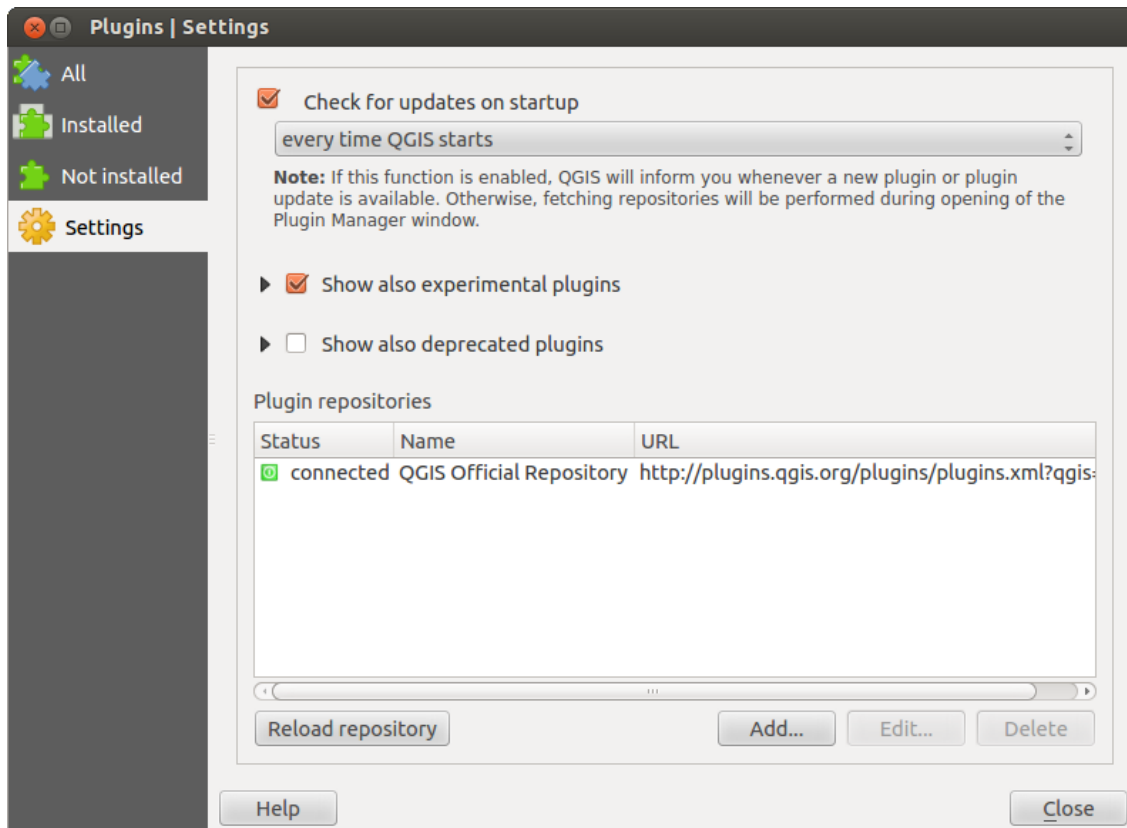 Plugins | Settings
All
Installed
Not installed
Settings
Check for updates on startup
every time QGIS starts
Note: If this function is enabled, QGIS will inform you whenever a new plugin or plugin
update is available. Otherwise, fetching repositories will be performed during opening of the
Plugin Manager window.
Show also experimental plugins
Show also deprecated plugins
Plugin repositories
Status Name URL
connected QGIS Official Repository http://plugins.qgis.org/plugins/plugins.xml?qgis=
Reload repository Add... Edit... Delete
Help Close